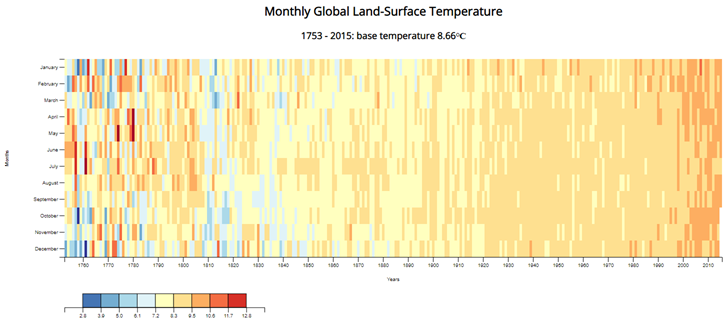 Monthly Global Land-Surface Temperature
1753 - 2015: base temperature 8.66℃
January
February
March
April
May
June
July
August
September
October
November
December
Months
1760 1770 1780 1790 1800 1810 1820 1830 1840 1850 1860 1870 1880 1890 1900 1910 1920 1930 1940 1950 1960 1970 1980 1990 2000 2010
Years
2.8 3.9 5.0 6.1 7.2 8.3 9.5 10.6 11.7 12.8